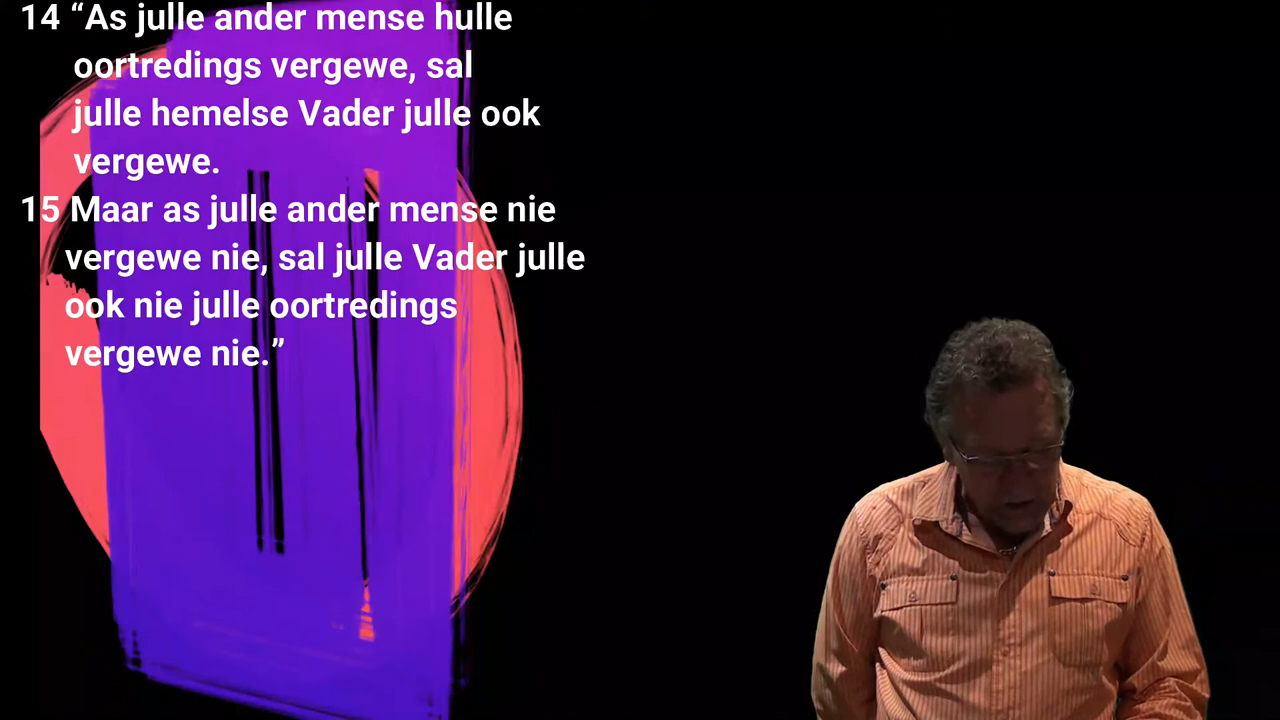 14 “As julle ander mense hulle
oortredings vergewe, sal
julle hemelse Vader julle ook
vergewe.
15 Maar as julle ander mense nie
vergewe nie, sal julle Vader julle
ook nie julle oortredings
vergewe nie.”